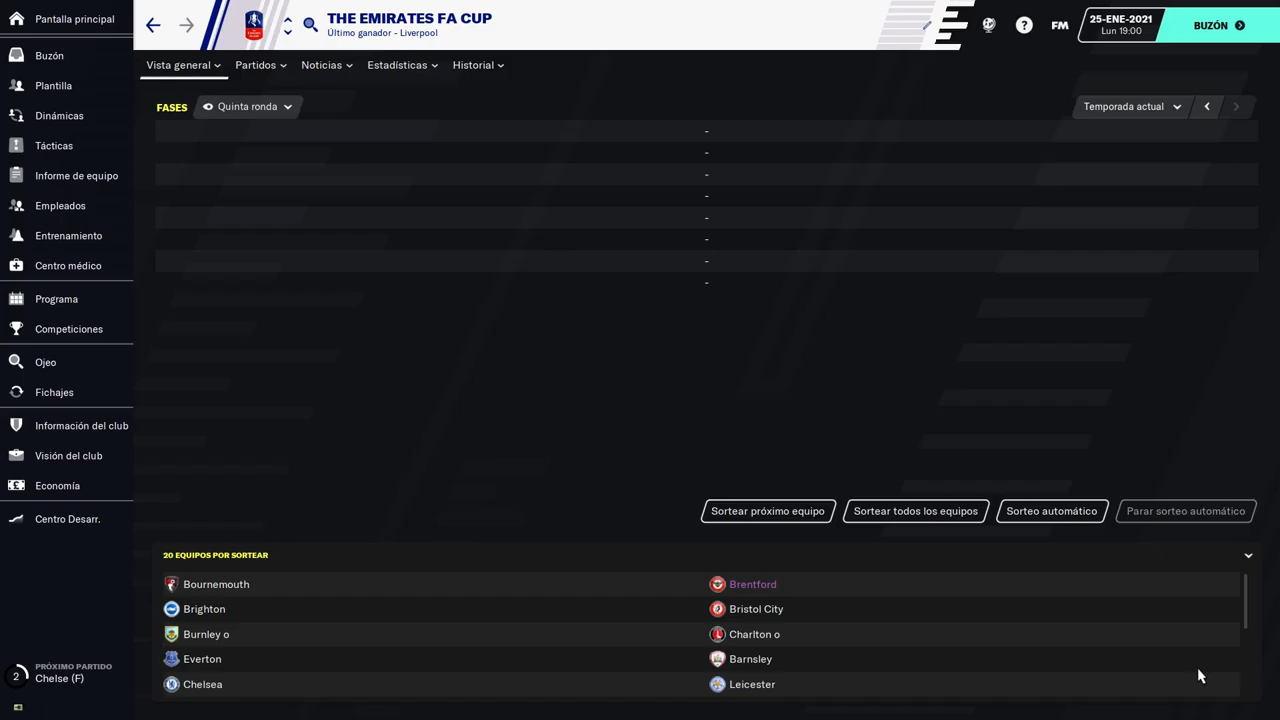 Pantalla principal
THE EMIRATES FA CUP
Último ganador - Liverpool
FM
25-ENE-2021
Lun 19:00
BUZÓN
Buzón
Plantilla
Dinámicas
Tácticas
Informe de equipo
Empleados
Entrenamiento
Centro médico
Programa
Competiciones
Ojeo
Fichajes
Información del club
Visión del club
Economía
Centro Desarr.
2
PRÓXIMO PARTIDO
Chelse (F)
Vista general
Partidos
Noticias
Estadísticas
Historial
FASES
Quinta ronda
Temporada actual
-
-
-
-
-
-
-
-
Sortear próximo equipo
Sortear todos los equipos
Sorteo automático
Parar sorteo automático
20 EQUIPOS POR SORTEAR
Bournemouth
Brentford
Brighton
Bristol City
Burnley o
Charlton o
Everton
Barnsley
Chelsea
Leicester